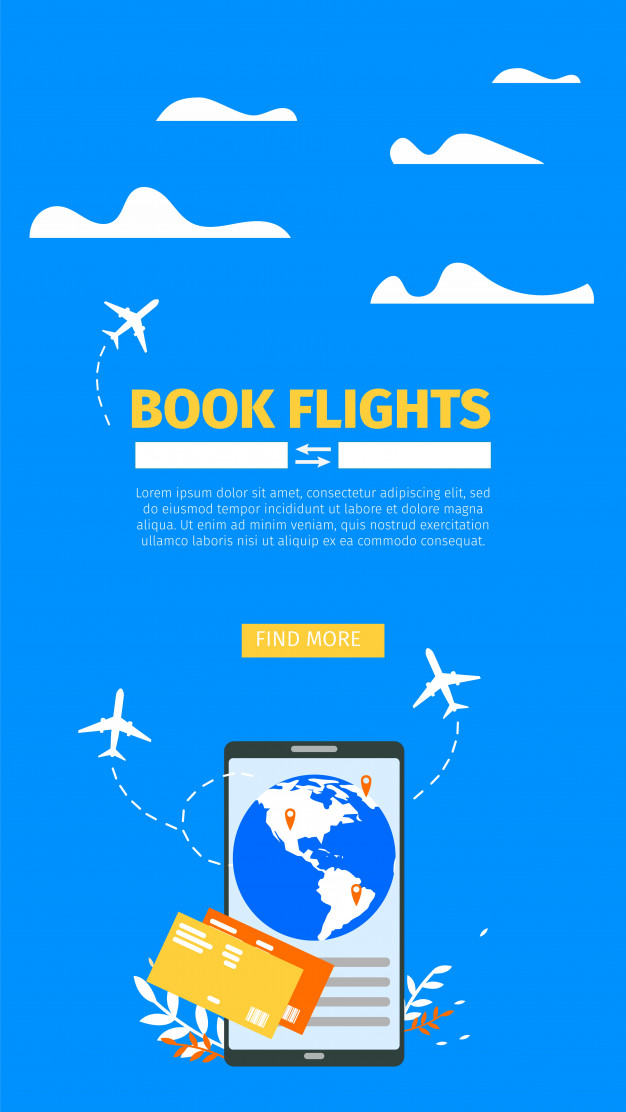 BOOK FLIGHTS
Lorem ipsum dolor sit amet, consectetur adipiscing elit, sed
do eiusmod tempor incididunt ut labore et dolore magna
aliqua. Ut enim ad minim veniam, quis nostrud exercitation
ullamco laboris nisi ut aliquip ex ea commodo consequat.
FIND MORE